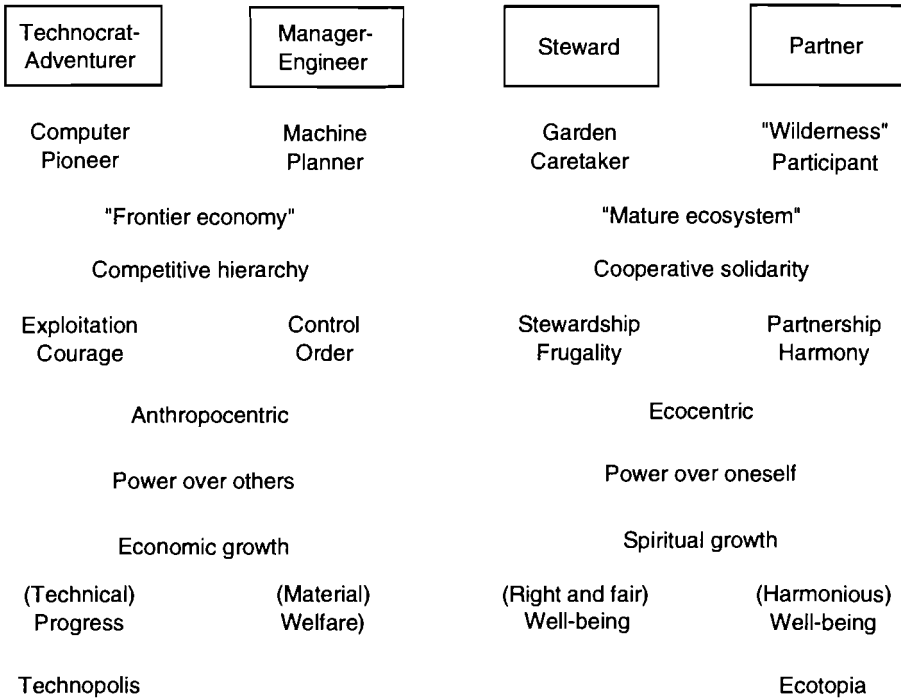 Technocrat- Manager- Steward Partner
Adventurer Engineer
Computer Machine Garden "Wilderness"
Pioneer Planner Caretaker Participant
"Frontier economy" "Mature ecosystem"
Competitive hierarchy Cooperative solidarity
Exploitation Control Stewardship Partnership
Courage Order Frugality Harmony
Anthropocentric Ecocentric
Power over others Power over oneself
Economic growth Spiritual growth
(Technical) (Material) (Right and fair) (Harmonious)
Progress Welfare) Well-being Well-being
Technopolis Ecotopia